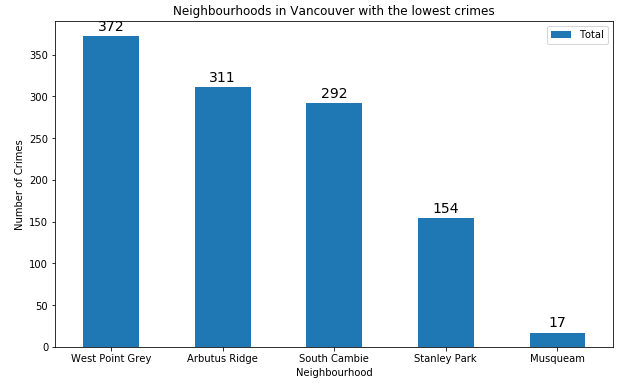 Neighbourhoods in Vancouver with the lowest crimes
Total
372
311
292
154
17
350
300
250
200
150
100
50
0
Number of Crimes
West Point Grey
Arbutus Ridge
South Cambie
Stanley Park
Musqueam
Neighbourhood